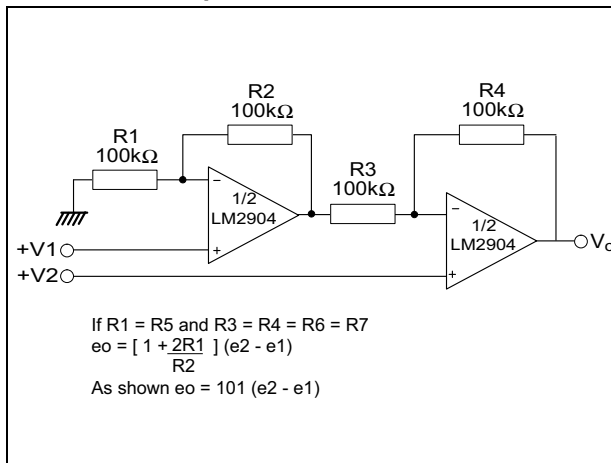 R2
100kΩ
R4
100kΩ
R1
100kΩ
R3
100kΩ
1/2
LM2904
1/2
LM2904
+V1
+V2
Vo
If R1 = R5 and R3 = R4 = R6 = R7
eo = [ 1 + 2R1 ] (e2 - e1)
R2
As shown eo = 101 (e2 - e1)